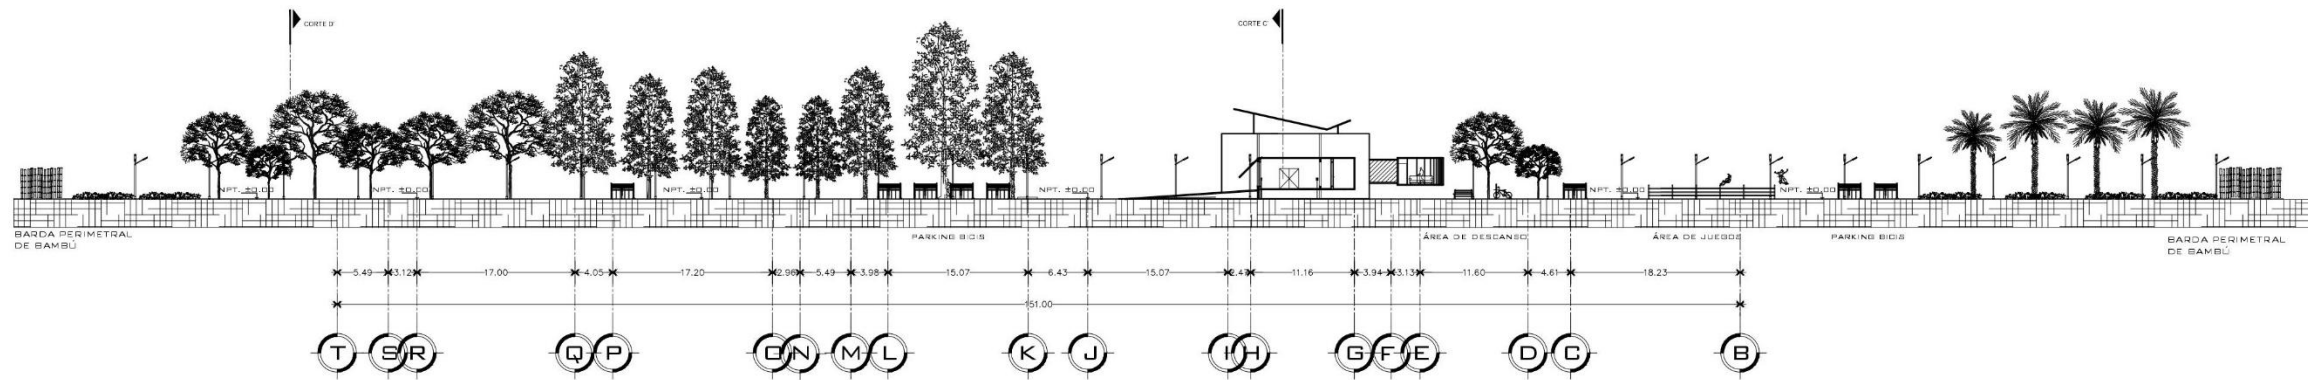 CORTE D'
CORTE C'
NPT. ±0.00
NPT. ±0.00
NPT. ±0.00
NPT. ±0.00
NPT. ±0.00
NPT. ±0.00
BARDA PERIMETRAL
DE BAMBÚ
PARKING BICIS
ÁREA DE DESCANSO
ÁREA DE JUEGOS
PARKING BICIS
BARDA PERIMETRAL
DE BAMBÚ
5.49 3.12 17.00 4.05 17.20 2.96 5.49 3.98 15.07 6.43 15.07 2.47 11.16 3.94 3.13 11.60 4.61 18.23
151.00
T S R Q P O N M L K J I H G F E D C B